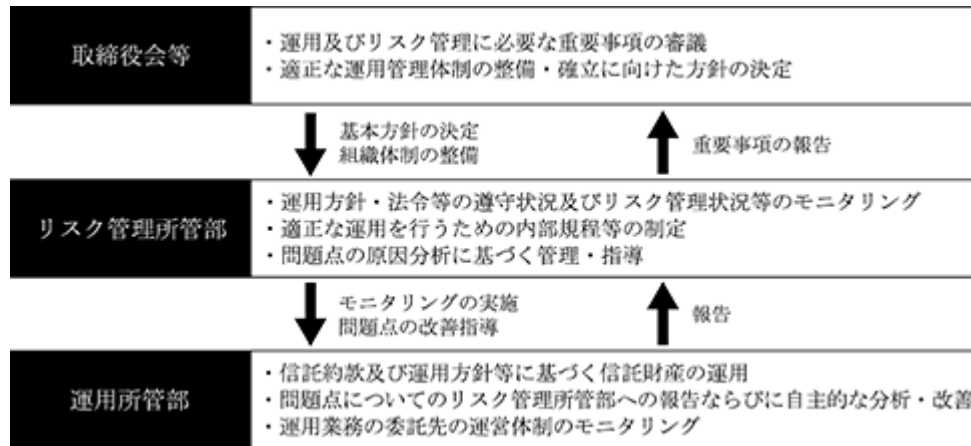 取締役会等
・運用及びリスク管理に必要な重要事項の審議
・適正な運用管理体制の整備・確立に向けた方針の決定
基本方針の決定
組織体制の整備
重要事項の報告
リスク管理所管部
・運用方針・法令等の遵守状況及びリスク管理状況等のモニタリング
・適正な運用を行うための内部規程等の制定
・問題点の原因分析に基づく管理・指導
モニタリングの実施
問題点の改善指導
報告
運用所管部
・信託約款及び運用方針等に基づく信託財産の運用
・問題点についてのリスク管理所管部への報告ならびに自主的な分析・改善
・運用業務の委託先の運営体制のモニタリング